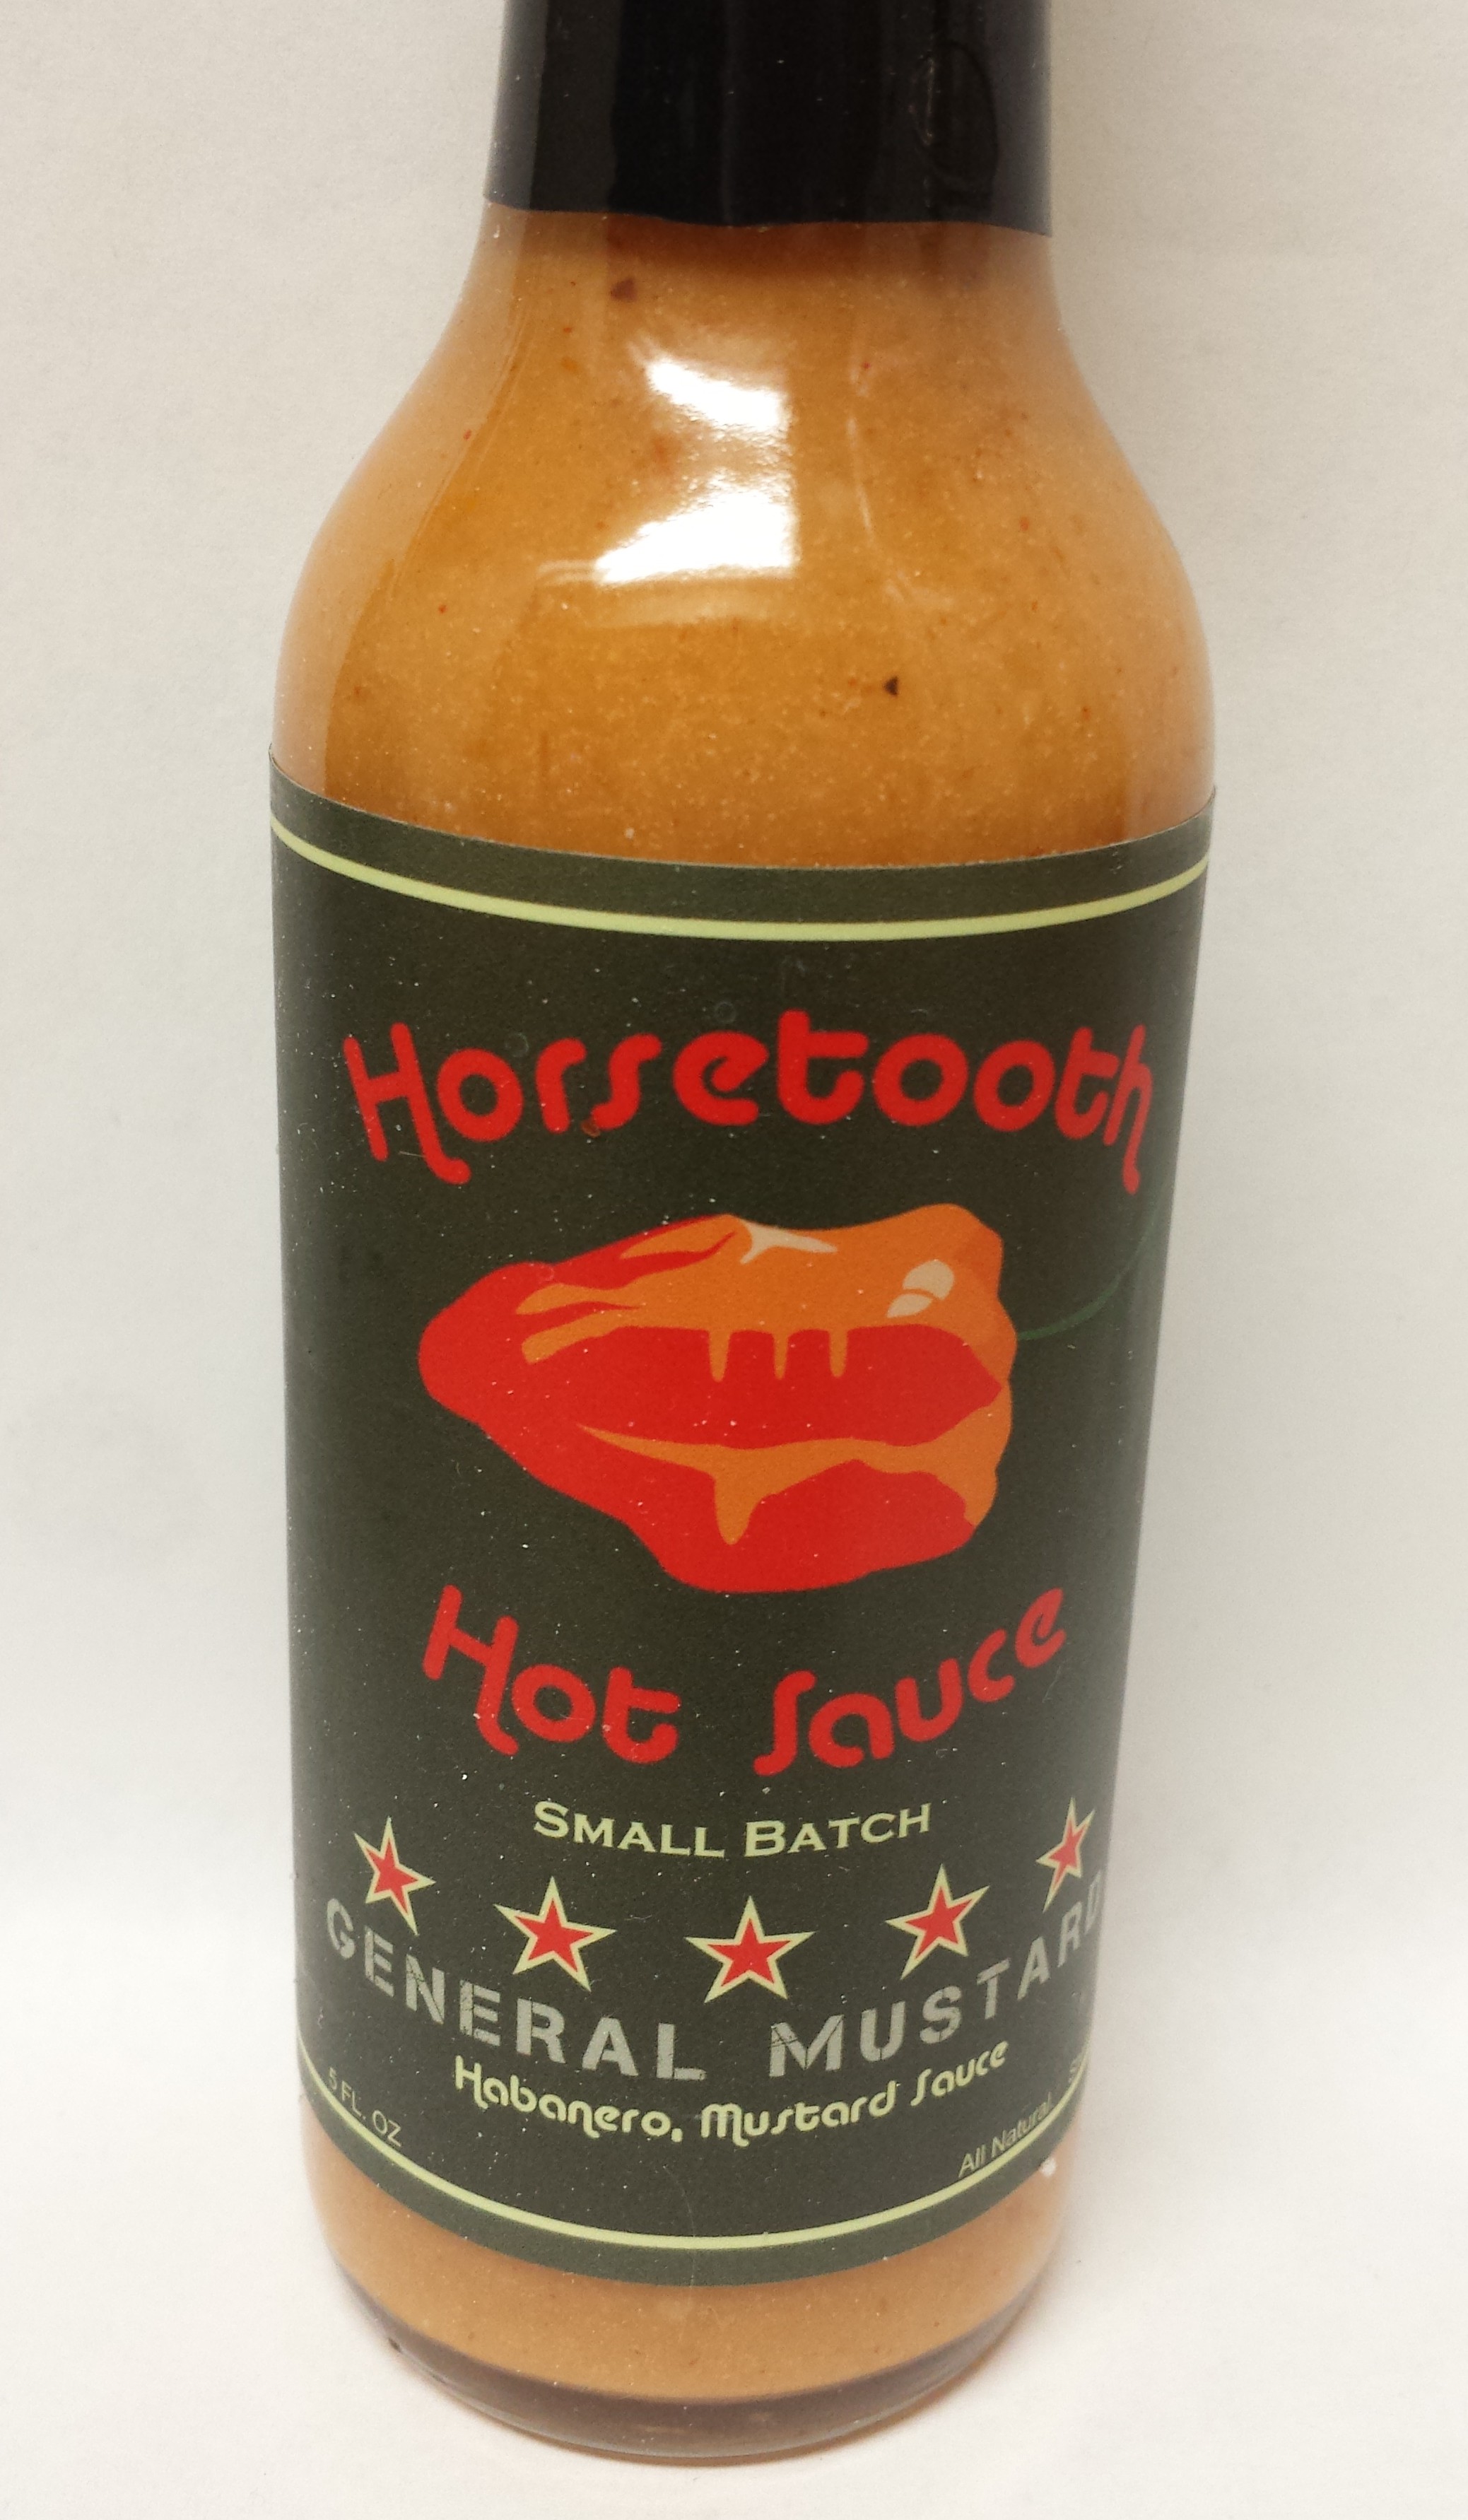 Horsetooth
Hot Sauce
SMALL BATCH
GENERAL MUSTARD
Habanero, Mustard Sauce
5 FL. OZ
All Natural